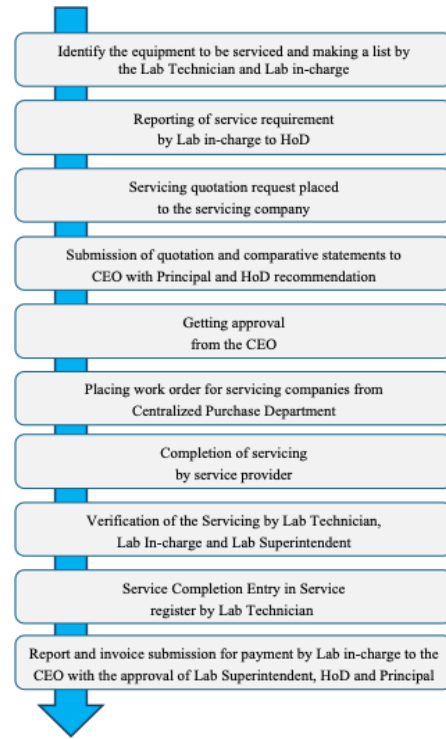 Identify the equipment to be serviced and making a list by
the Lab Technician and Lab in-charge
Reporting of service requirement
by Lab in-charge to HoD
Servicing quotation request placed
to the servicing company
Submission of quotation and comparative statements to
CEO with Principal and HoD recommendation
Getting approval
from the CEO
Placing work order for servicing companies from
Centralized Purchase Department
Completion of servicing
by service provider
Verification of the Servicing by Lab Technician,
Lab In-charge and Lab Superintendent
Service Completion Entry in Service
register by Lab Technician
Report and invoice submission for payment by Lab in-charge to the
CEO with the approval of Lab Superintendent, HoD and Principal